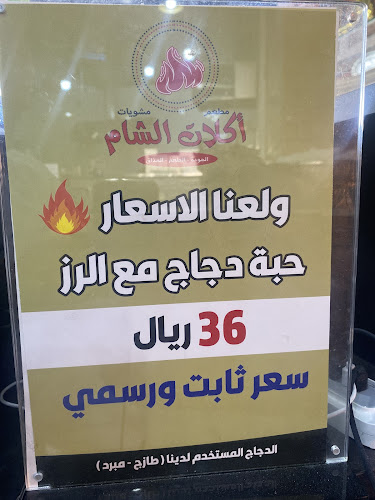 مطعم مشويات
أكلات الشام
ولعنا الاسعار
حبة دجاج مع الرز
36 ريال
سعر ثابت ورسمي
الدجاج المستخدم لدينا ( طازج - مبرد )